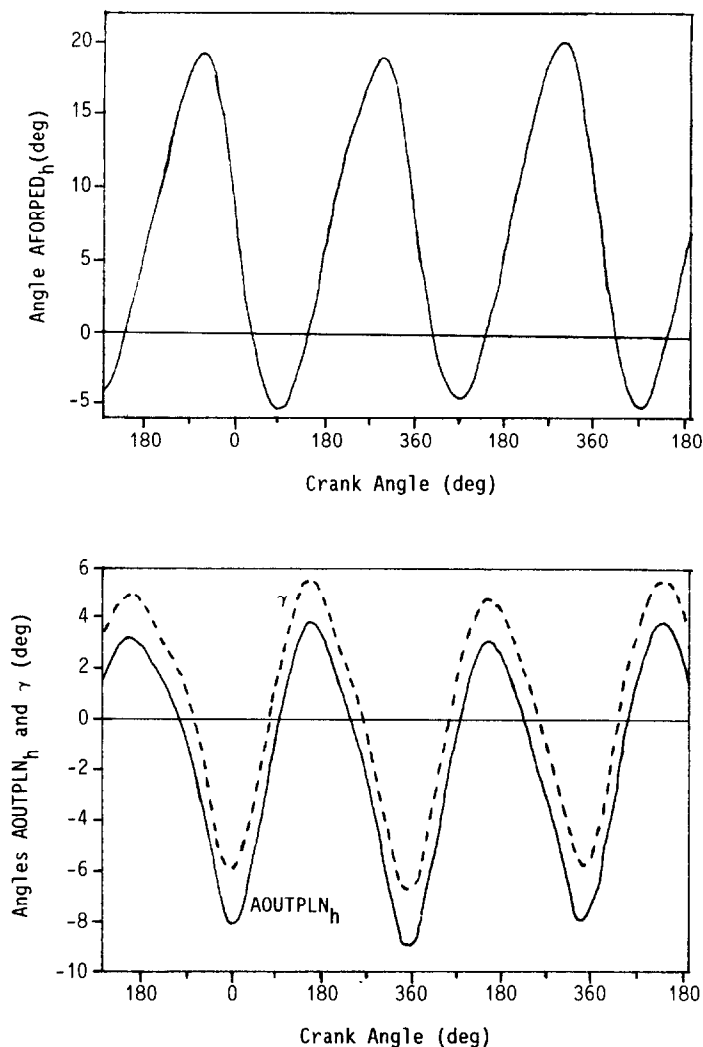 Angle AFORPED_h (deg)
20
15
10
5
0
-5
180 0 180 360 180 360 180
Crank Angle (deg)
Angles AOUTPLN_h and γ (deg)
6
4
2
0
-2
-4
-6
-8
-10
γ
AOUTPLN_h
180 0 180 360 180 360 180
Crank Angle (deg)